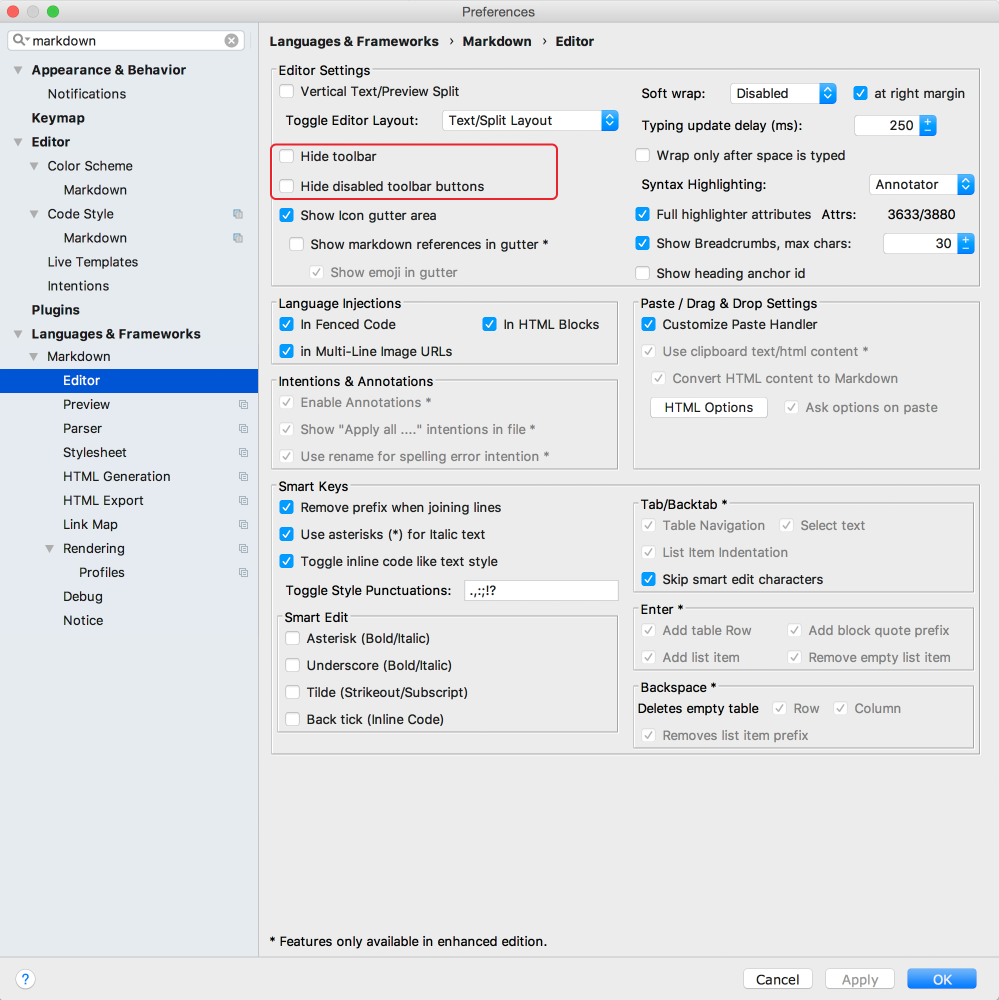 Preferences
markdown
Appearance & Behavior
Notifications
Keymap
Editor
Color Scheme
Markdown
Code Style
Markdown
Live Templates
Intentions
Plugins
Languages & Frameworks
Markdown
Editor
Preview
Parser
Stylesheet
HTML Generation
HTML Export
Link Map
Rendering
Profiles
Debug
Notice
Languages & Frameworks › Markdown › Editor
Editor Settings
Vertical Text/Preview Split
Toggle Editor Layout: Text/Split Layout
Hide toolbar
Hide disabled toolbar buttons
Show Icon gutter area
Show markdown references in gutter *
Show emoji in gutter
Soft wrap: Disabled at right margin
Typing update delay (ms): 250
Wrap only after space is typed
Syntax Highlighting: Annotator
Full highlighter attributes Attrs: 3633/3880
Show Breadcrumbs, max chars: 30
Show heading anchor id
Language Injections
In Fenced Code In HTML Blocks
in Multi-Line Image URLs
Intentions & Annotations
Enable Annotations *
Show "Apply all ...." intentions in file *
Use rename for spelling error intention *
Paste / Drag & Drop Settings
Customize Paste Handler
Use clipboard text/html content *
Convert HTML content to Markdown
HTML Options Ask options on paste
Smart Keys
Remove prefix when joining lines
Use asterisks (*) for Italic text
Toggle inline code like text style
Toggle Style Punctuations: .,:;!?
Smart Edit
Asterisk (Bold/Italic)
Underscore (Bold/Italic)
Tilde (Strikeout/Subscript)
Back tick (Inline Code)
Tab/Backtab *
Table Navigation Select text
List Item Indentation
Skip smart edit characters
Enter *
Add table Row Add block quote prefix
Add list item Remove empty list item
Backspace *
Deletes empty table Row Column
Removes list item prefix
* Features only available in enhanced edition.
? Cancel Apply OK